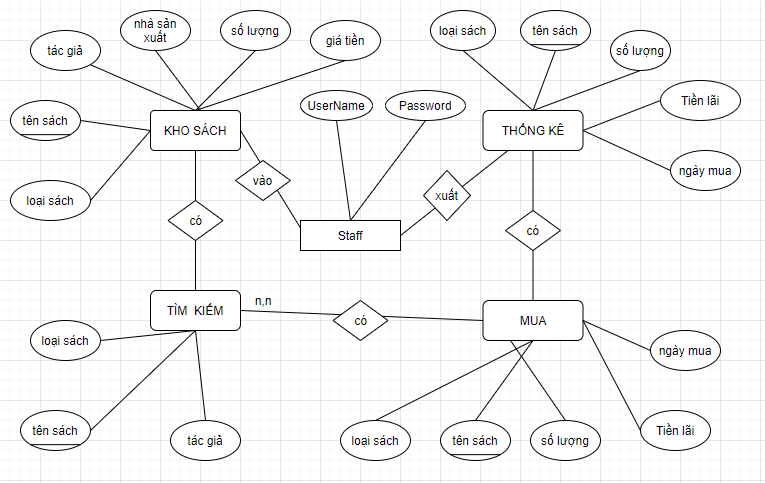 nhà sản
xuất
số lượng
tác giả
giá tiền
loại sách
tên sách
số lượng
tên sách
UserName
Password
Tiền lãi
KHO SÁCH
THỐNG KÊ
vào
xuất
ngày mua
loại sách
có
Staff
có
TÌM KIẾM
n,n
có
MUA
loại sách
ngày mua
tên sách
tác giả
loại sách
tên sách
số lượng
Tiền lãi